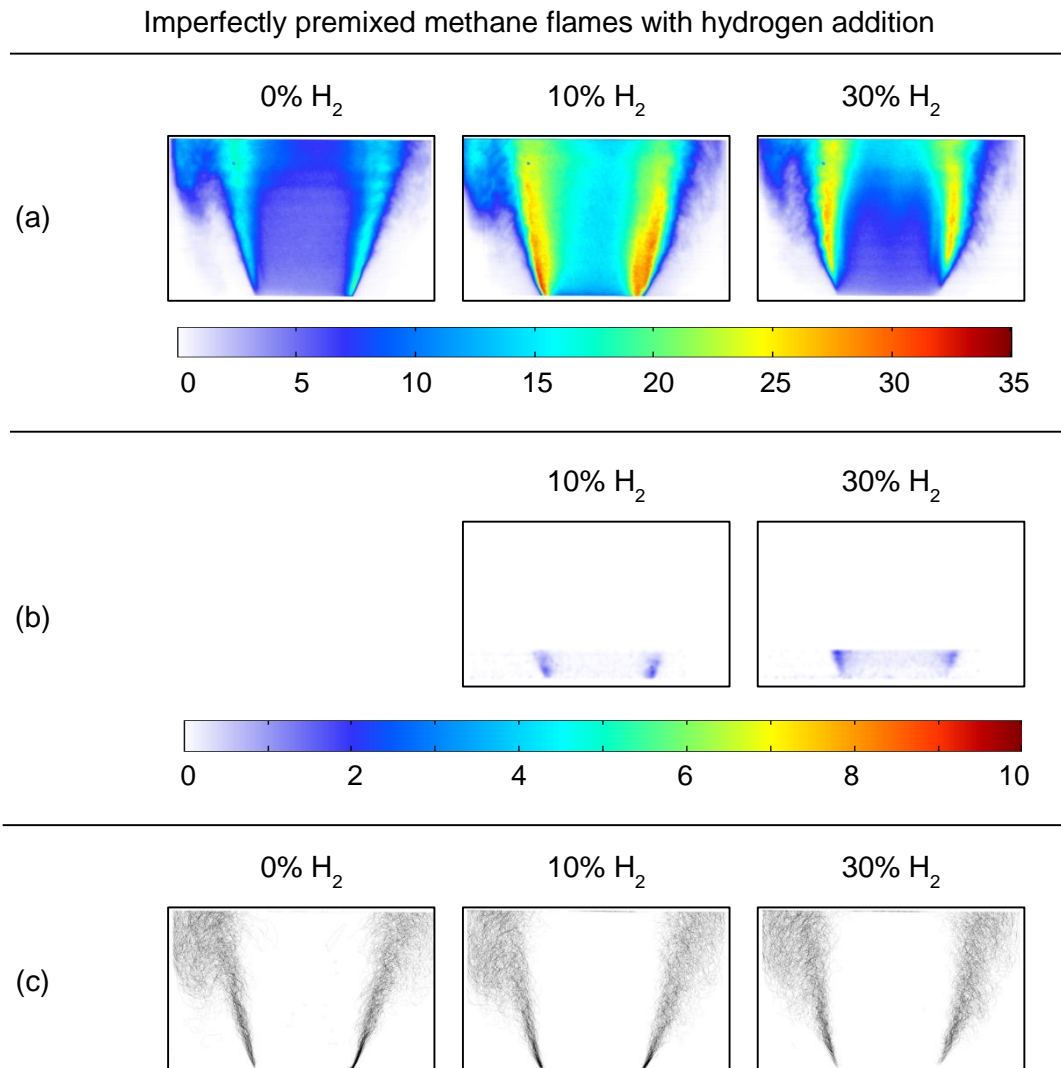 Imperfectly premixed methane flames with hydrogen addition
0% H₂ 10% H₂ 30% H₂
(a)
0 5 10 15 20 25 30 35
10% H₂ 30% H₂
(b)
0 2 4 6 8 10
0% H₂ 10% H₂ 30% H₂
(c)